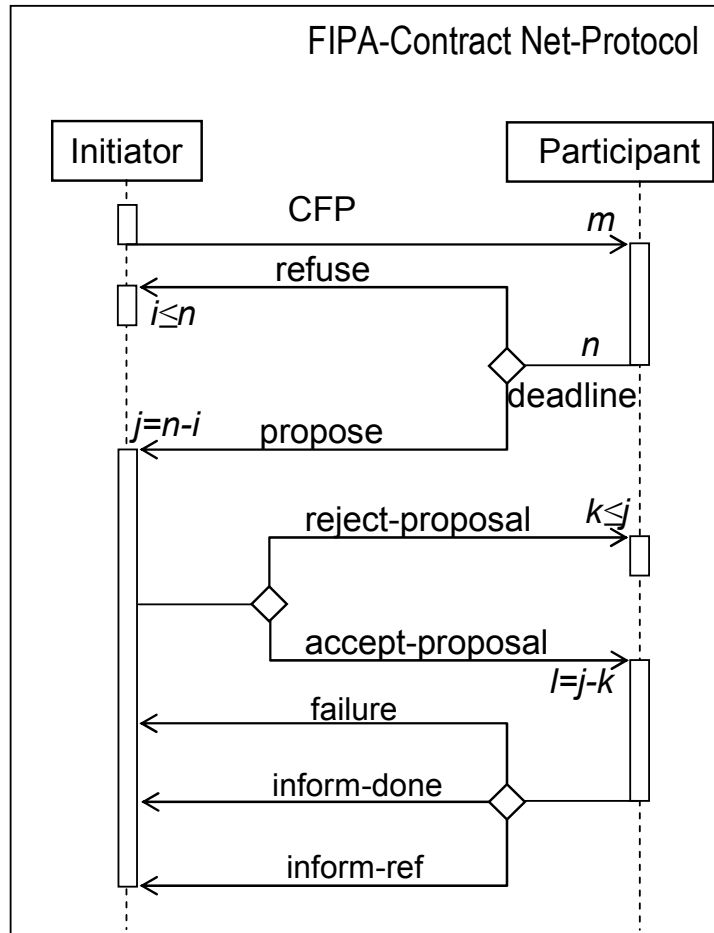 FIPA-Contract Net-Protocol
Initiator
Participant
CFP
m
refuse
i≤n
n
deadline
j=n-i
propose
reject-proposal
k≤j
accept-proposal
l=j-k
failure
inform-done
inform-ref